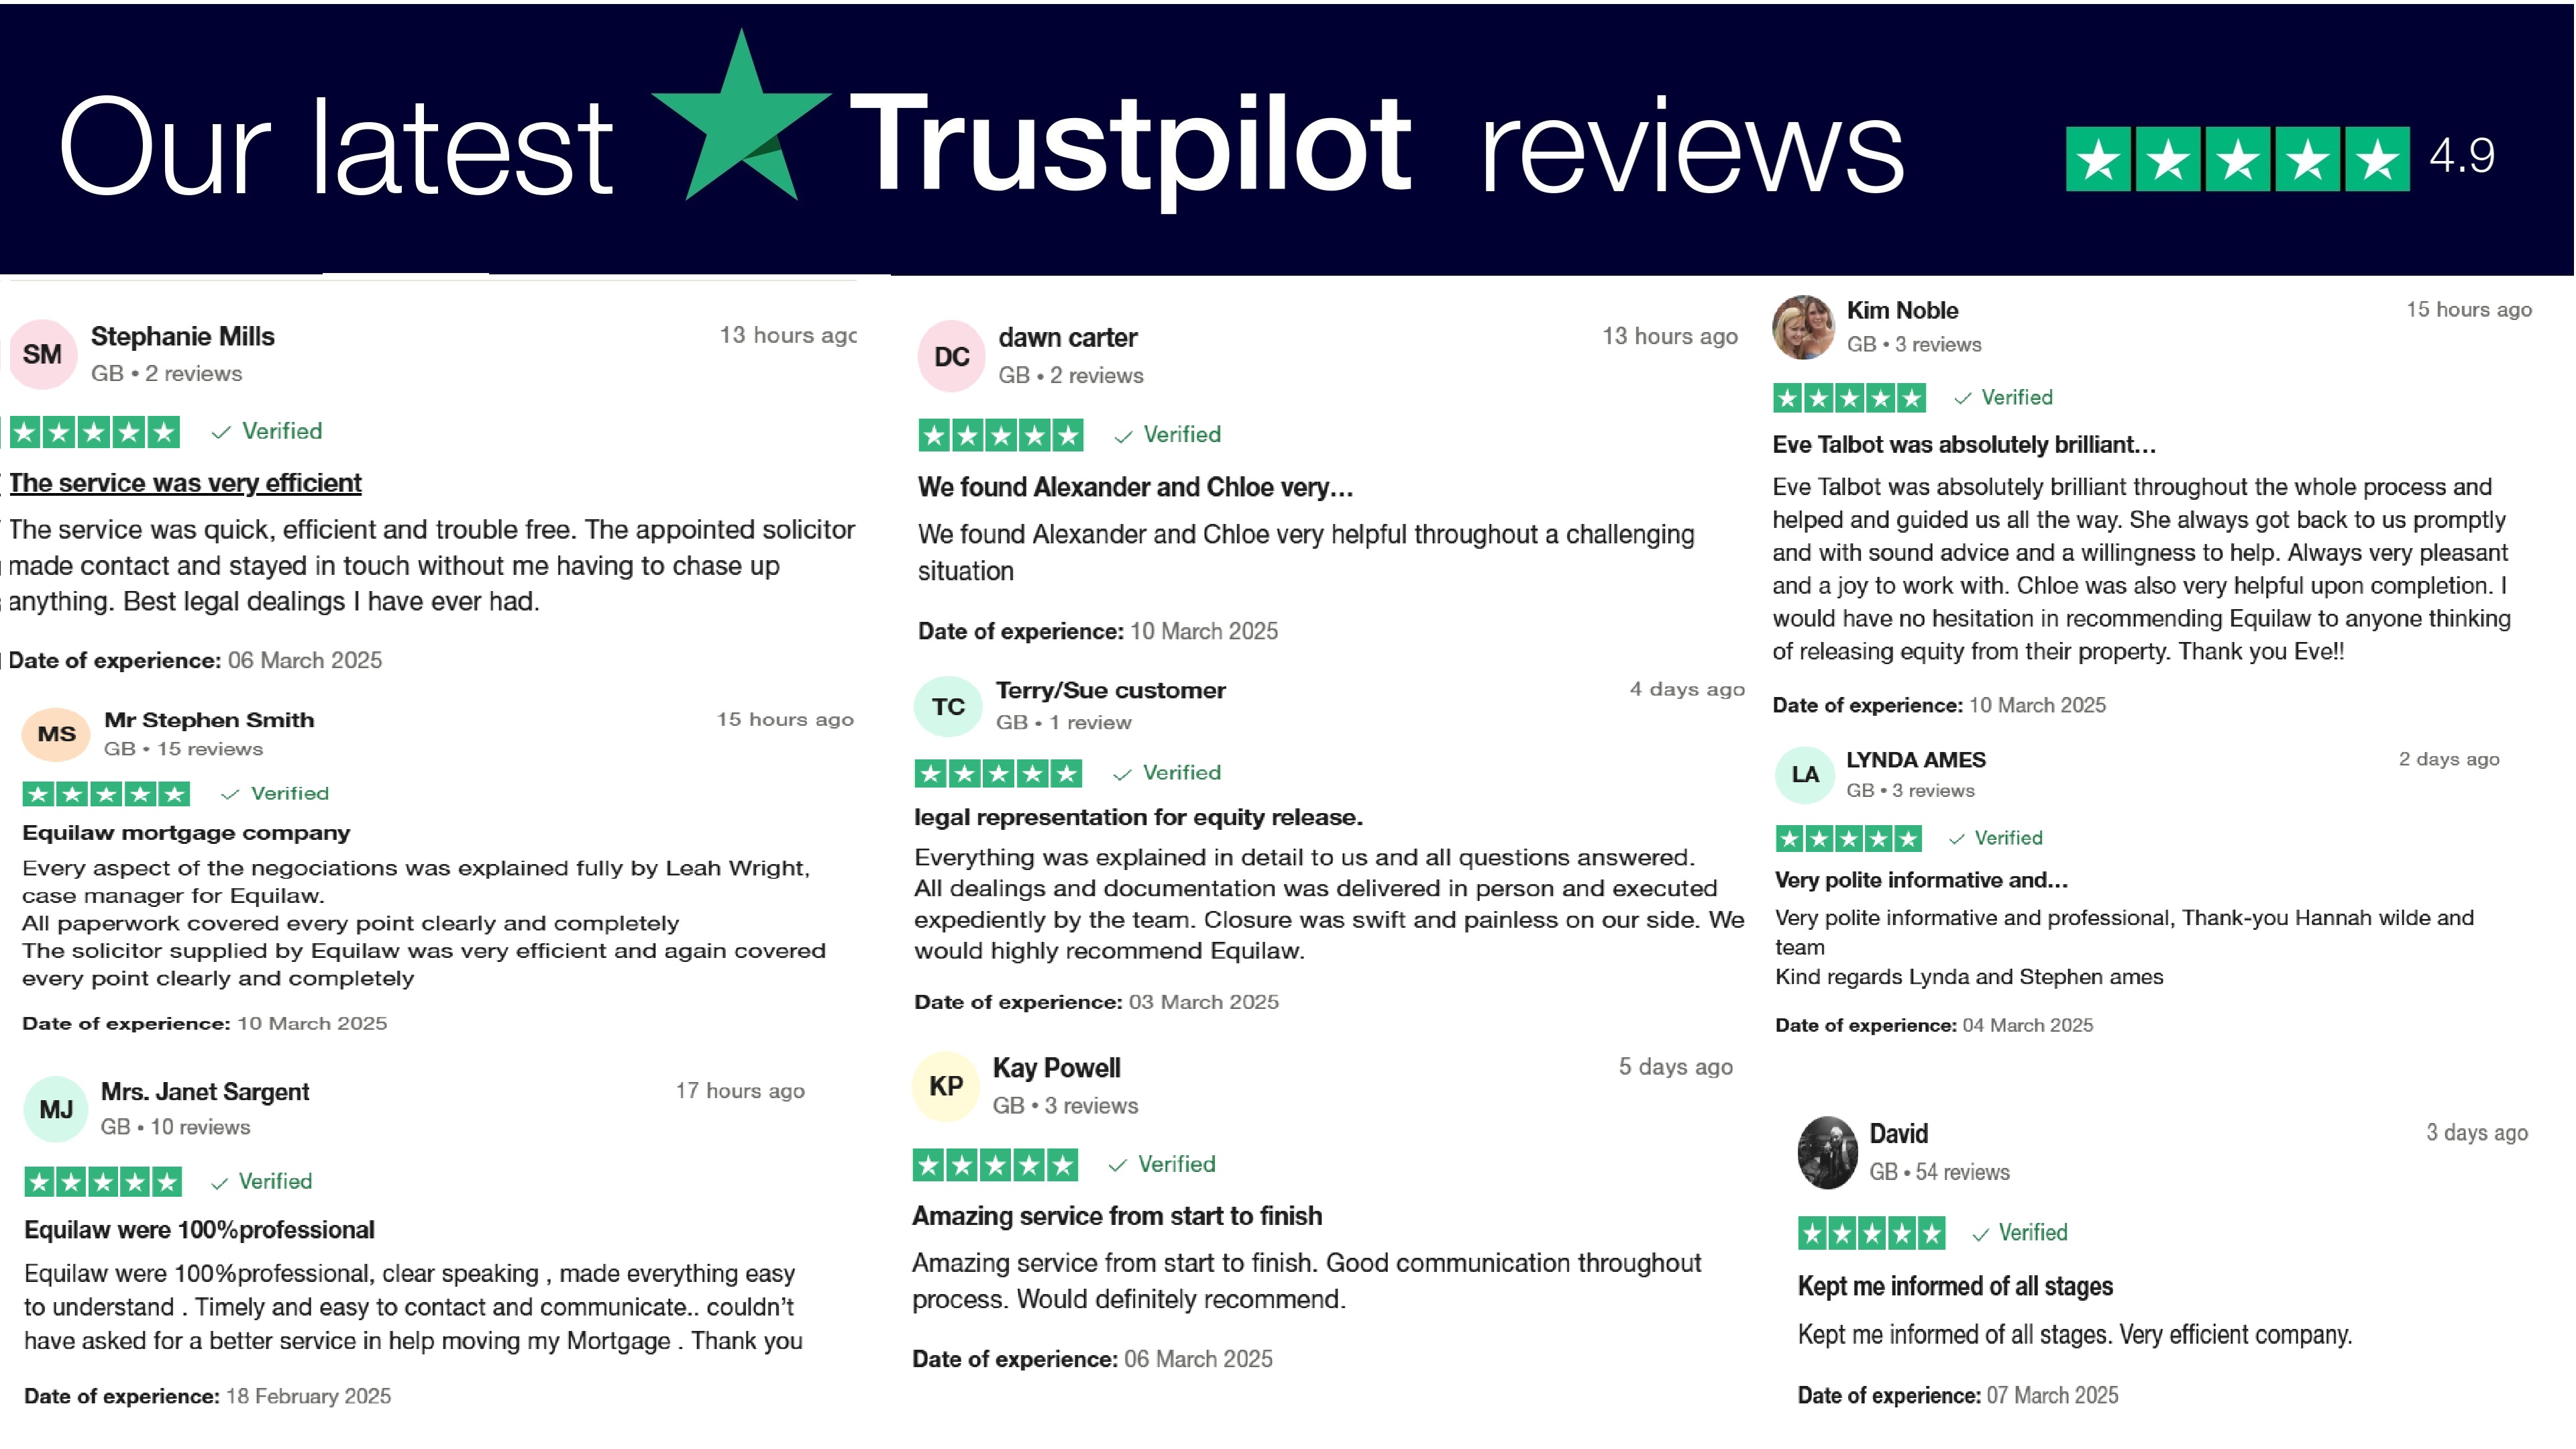 Our latest Trustpilot reviews 4.9
SM
Stephanie Mills
13 hours ago
GB • 2 reviews
Verified
The service was very efficient
The service was quick, efficient and trouble free. The appointed solicitor
made contact and stayed in touch without me having to chase up
anything. Best legal dealings I have ever had.
Date of experience: 06 March 2025
MS
Mr Stephen Smith
15 hours ago
GB • 15 reviews
Verified
Equilaw mortgage company
Every aspect of the negociations was explained fully by Leah Wright,
case manager for Equilaw.
All paperwork covered every point clearly and completely
The solicitor supplied by Equilaw was very efficient and again covered
every point clearly and completely
Date of experience: 10 March 2025
MJ
Mrs. Janet Sargent
17 hours ago
GB • 10 reviews
Verified
Equilaw were 100%professional
Equilaw were 100%professional, clear speaking , made everything easy
to understand . Timely and easy to contact and communicate.. couldn't
have asked for a better service in help moving my Mortgage . Thank you
Date of experience: 18 February 2025
DC
dawn carter
13 hours ago
GB • 2 reviews
Verified
We found Alexander and Chloe very...
We found Alexander and Chloe very helpful throughout a challenging
situation
Date of experience: 10 March 2025
TC
Terry/Sue customer
4 days ago
GB • 1 review
Verified
legal representation for equity release.
Everything was explained in detail to us and all questions answered.
All dealings and documentation was delivered in person and executed
expediently by the team. Closure was swift and painless on our side. We
would highly recommend Equilaw.
Date of experience: 03 March 2025
KP
Kay Powell
5 days ago
GB • 3 reviews
Verified
Amazing service from start to finish
Amazing service from start to finish. Good communication throughout
process. Would definitely recommend.
Date of experience: 06 March 2025
Kim Noble
15 hours ago
GB • 3 reviews
Verified
Eve Talbot was absolutely brilliant...
Eve Talbot was absolutely brilliant throughout the whole process and
helped and guided us all the way. She always got back to us promptly
and with sound advice and a willingness to help. Always very pleasant
and a joy to work with. Chloe was also very helpful upon completion. I
would have no hesitation in recommending Equilaw to anyone thinking
of releasing equity from their property. Thank you Eve!!
Date of experience: 10 March 2025
LA
LYNDA AMES
2 days ago
GB • 3 reviews
Verified
Very polite informative and...
Very polite informative and professional, Thank-you Hannah wilde and
team
Kind regards Lynda and Stephen ames
Date of experience: 04 March 2025
David
3 days ago
GB • 54 reviews
Verified
Kept me informed of all stages
Kept me informed of all stages. Very efficient company.
Date of experience: 07 March 2025